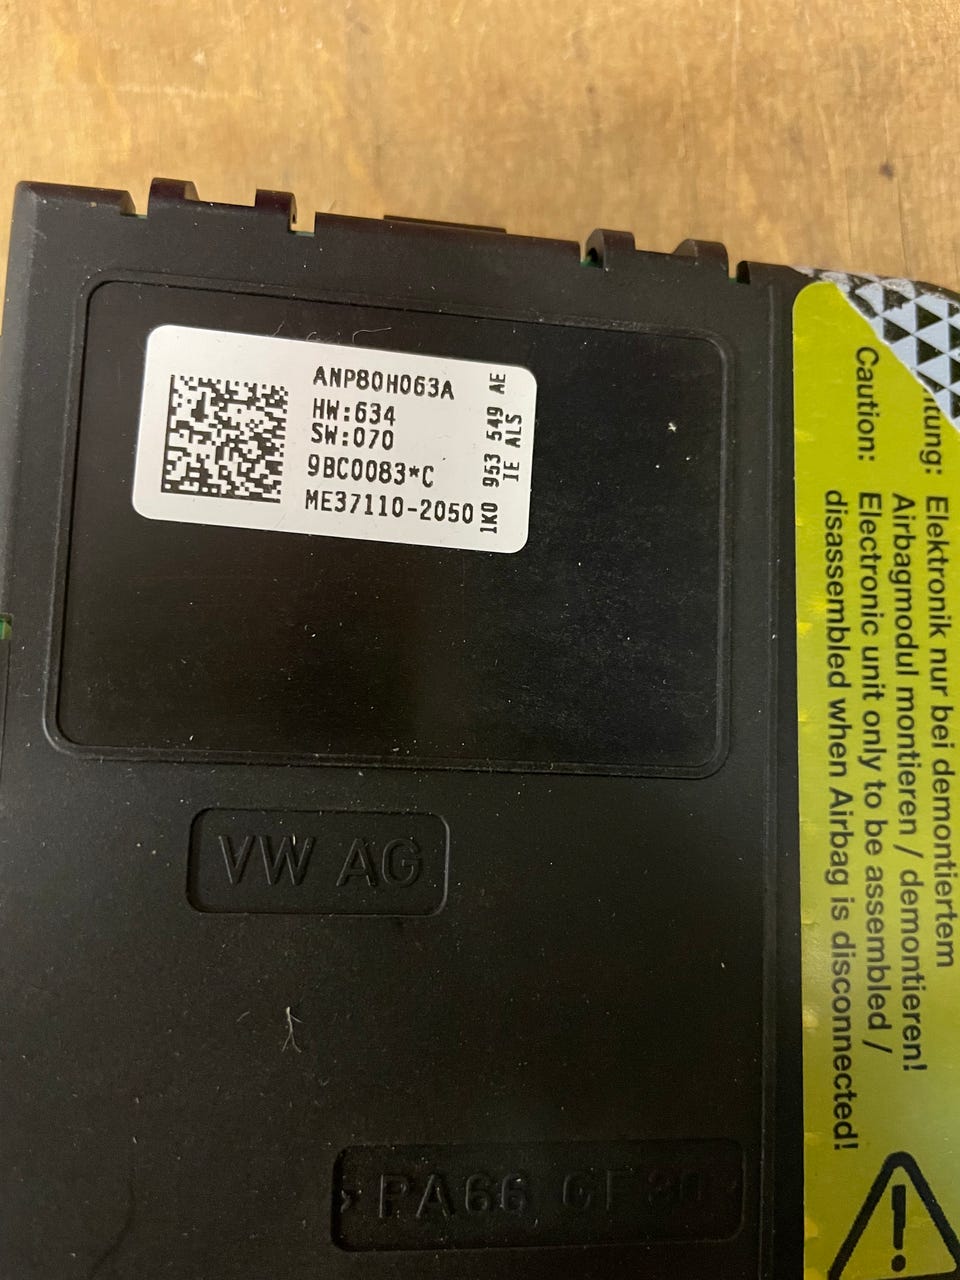 ANP80H063A
HW:634
SW:070
9BC0083*C
ME37110-2050
1K0 953 549 AE
IE ALS
VW AG
PA66 GF30
Elektronik nur bei demontiertem
Airbagmodul montieren / demontieren!
Caution: Electronic unit only to be assembled /
disassembled when Airbag is disconnected!